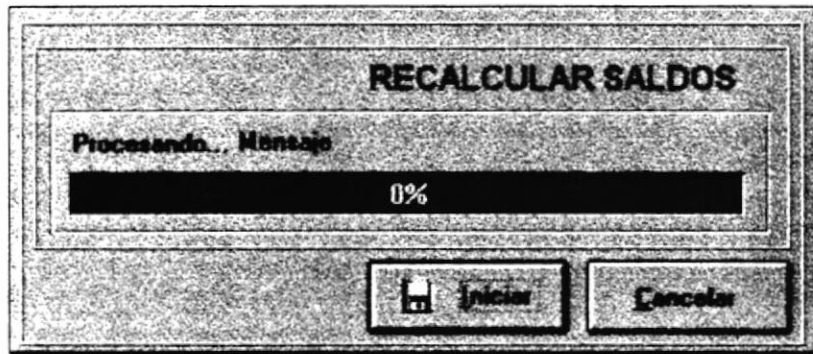 RECALCULAR SALDOS
Procesando... Mensaje
0%
Iniciar
Cancelar